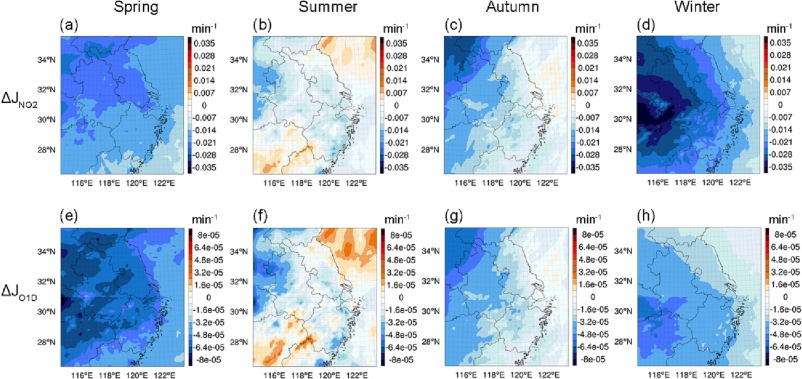 Spring Summer Autumn Winter
(a) min⁻¹ (b) min⁻¹ (c) min⁻¹ (d) min⁻¹
ΔJNO2
34°N 32°N 30°N 28°N
0.035 0.028 0.021 0.014 0.007 0 -0.007 -0.014 -0.021 -0.028 -0.035
34°N 32°N 30°N 28°N
0.035 0.028 0.021 0.014 0.007 0 -0.007 -0.014 -0.021 -0.028 -0.035
34°N 32°N 30°N 28°N
0.035 0.028 0.021 0.014 0.007 0 -0.007 -0.014 -0.021 -0.028 -0.035
34°N 32°N 30°N 28°N
0.035 0.028 0.021 0.014 0.007 0 -0.007 -0.014 -0.021 -0.028 -0.035
116°E 118°E 120°E 122°E 116°E 118°E 120°E 122°E 116°E 118°E 120°E 122°E 116°E 118°E 120°E 122°E
(e) min⁻¹ (f) min⁻¹ (g) min⁻¹ (h) min⁻¹
ΔJO1D
34°N 32°N 30°N 28°N
8e-05 6.4e-05 4.8e-05 3.2e-05 1.6e-05 0 -1.6e-05 -3.2e-05 -4.8e-05 -6.4e-05 -8e-05
34°N 32°N 30°N 28°N
8e-05 6.4e-05 4.8e-05 3.2e-05 1.6e-05 0 -1.6e-05 -3.2e-05 -4.8e-05 -6.4e-05 -8e-05
34°N 32°N 30°N 28°N
8e-05 6.4e-05 4.8e-05 3.2e-05 1.6e-05 0 -1.6e-05 -3.2e-05 -4.8e-05 -6.4e-05 -8e-05
34°N 32°N 30°N 28°N
8e-05 6.4e-05 4.8e-05 3.2e-05 1.6e-05 0 -1.6e-05 -3.2e-05 -4.8e-05 -6.4e-05 -8e-05
116°E 118°E 120°E 122°E 116°E 118°E 120°E 122°E 116°E 118°E 120°E 122°E 116°E 118°E 120°E 122°E